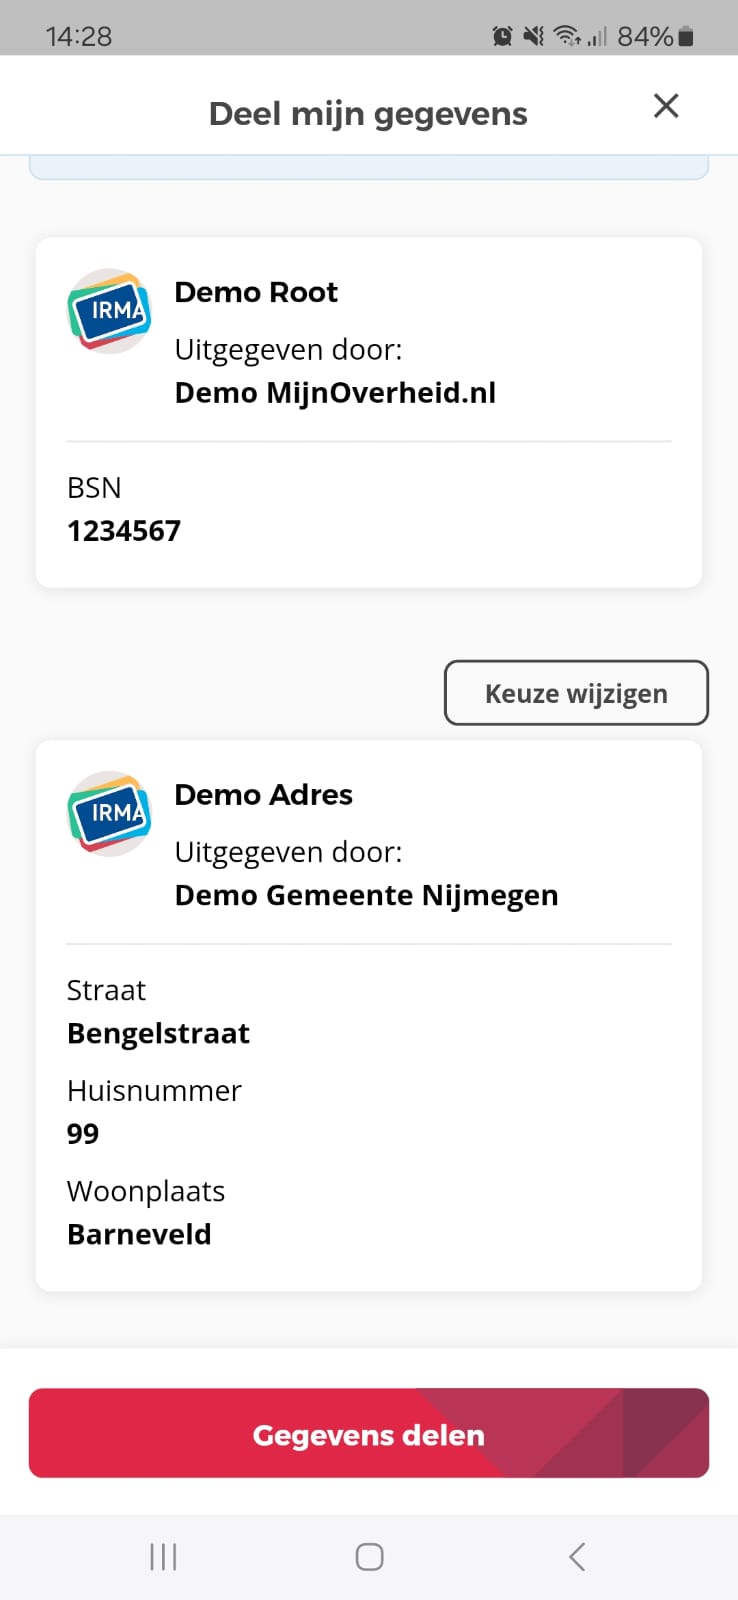 14:28
84%
Deel mijn gegevens
IRMA
Demo Root
Uitgegeven door:
Demo MijnOverheid.nl
BSN
1234567
Keuze wijzigen
IRMA
Demo Adres
Uitgegeven door:
Demo Gemeente Nijmegen
Straat
Bengelstraat
Huisnummer
99
Woonplaats
Barneveld
Gegevens delen